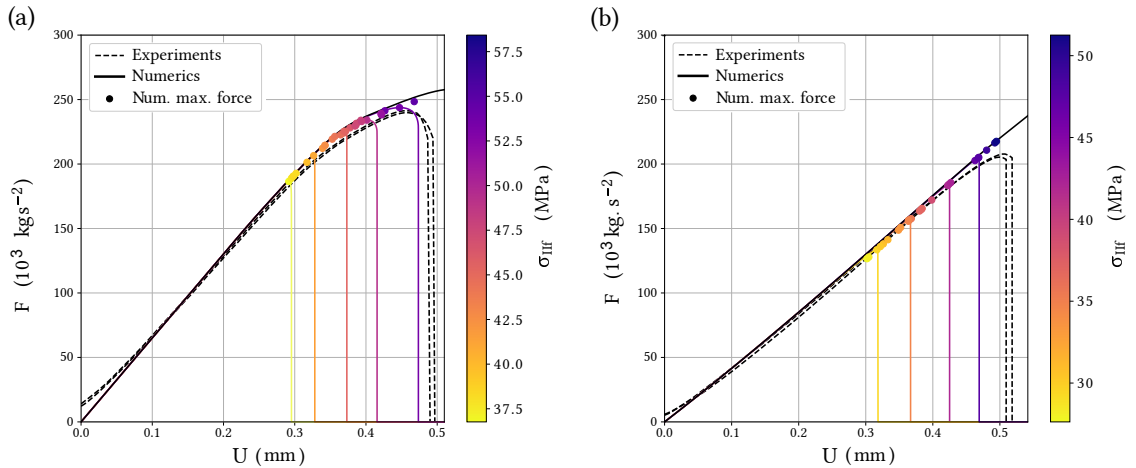 (a)
300
250
200
150
100
50
0
F (10³ kg s⁻²)
Experiments
Numerics
Num. max. force
0.0 0.1 0.2 0.3 0.4 0.5
U (mm)
57.5
55.0
52.5
50.0
47.5
45.0
42.5
40.0
37.5
σIIf (MPa)
(b)
300
250
200
150
100
50
0
F (10³ kg. s⁻²)
Experiments
Numerics
Num. max. force
0.0 0.1 0.2 0.3 0.4 0.5
U (mm)
50
45
40
35
30
σIIf (MPa)